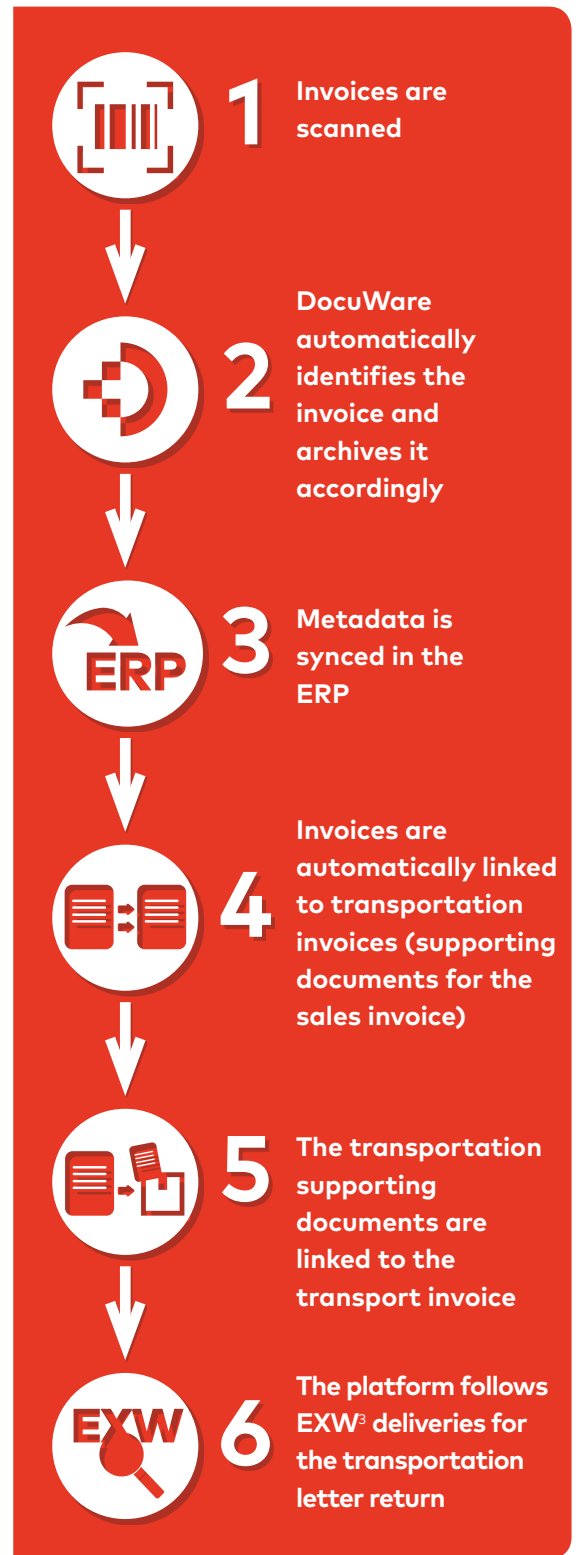 1
Invoices are
scanned
2
DocuWare
automatically
identifies the
invoice and
archives it
accordingly
ERP
3
Metadata is
synced in the
ERP
4
Invoices are
automatically linked
to transportation
invoices (supporting
documents for the
sales invoice)
5
The transportation
supporting
documents are
linked to the
transport invoice
EXW
6
The platform follows
EXW³ deliveries for
the transportation
letter return